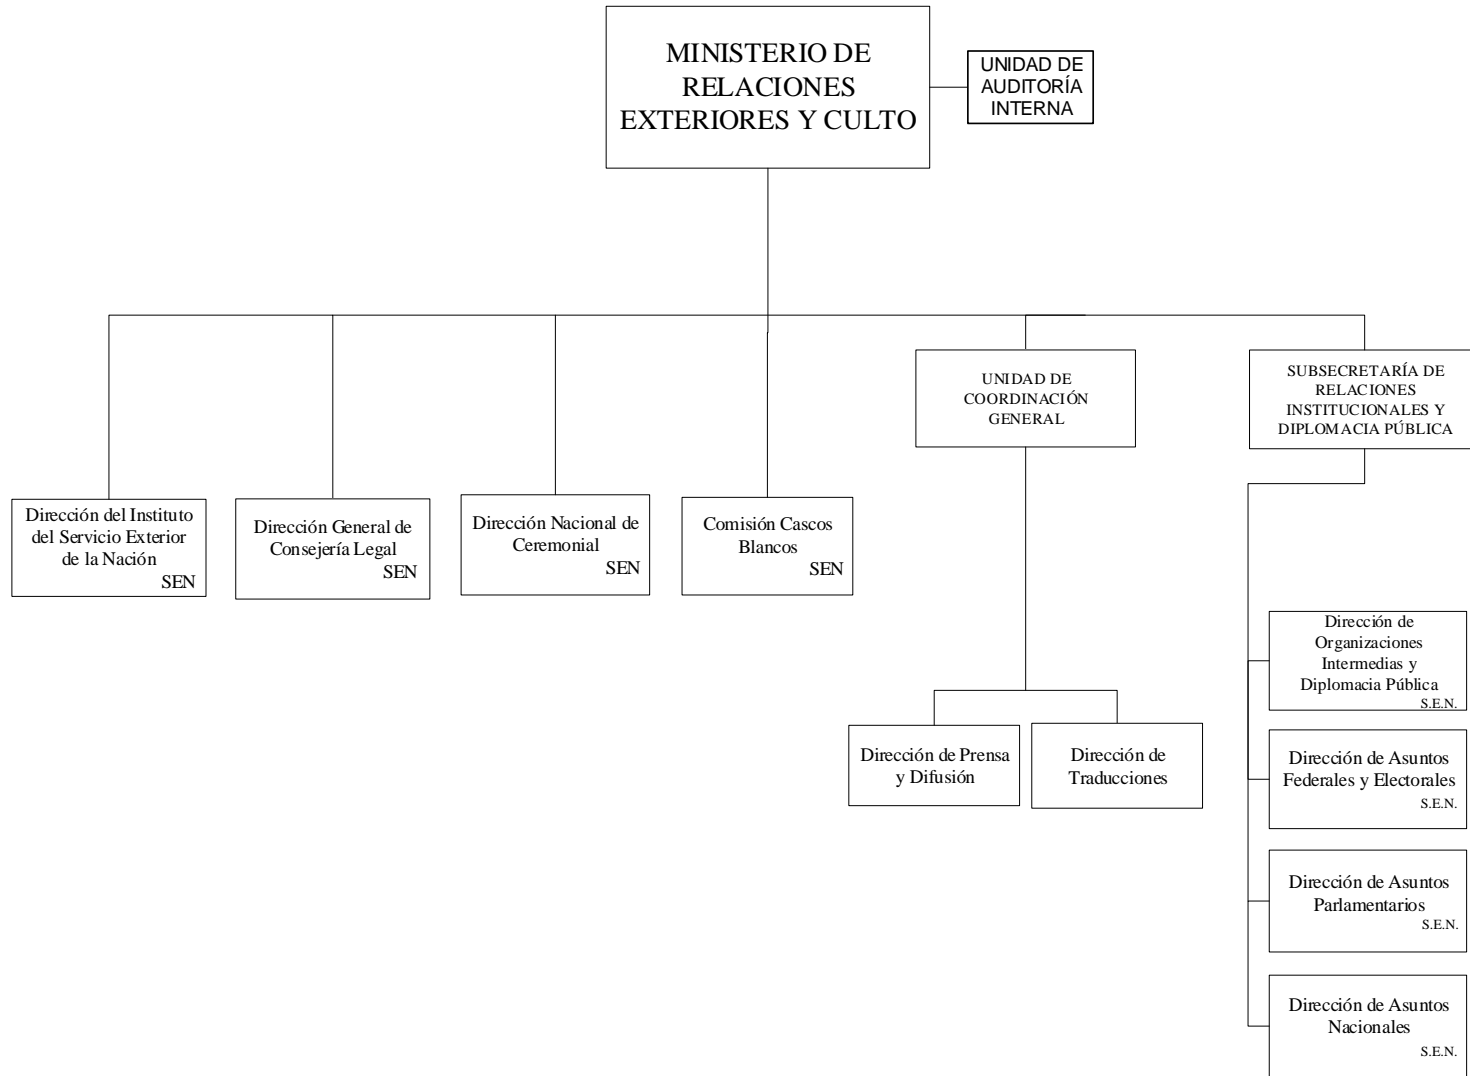 MINISTERIO DE
RELACIONES
EXTERIORES Y CULTO
UNIDAD DE
AUDITORÍA
INTERNA
UNIDAD DE
COORDINACIÓN
GENERAL
SUBSECRETARÍA DE
RELACIONES
INSTITUCIONALES Y
DIPLOMACIA PÚBLICA
Dirección del Instituto
del Servicio Exterior
de la Nación
SEN
Dirección General de
Consejería Legal
SEN
Dirección Nacional de
Ceremonial
SEN
Comisión Cascos
Blancos
SEN
Dirección de Prensa
y Difusión
Dirección de
Traducciones
Dirección de
Organizaciones
Intermedias y
Diplomacia Pública
S.E.N.
Dirección de Asuntos
Federales y Electorales
S.E.N.
Dirección de Asuntos
Parlamentarios
S.E.N.
Dirección de Asuntos
Nacionales
S.E.N.